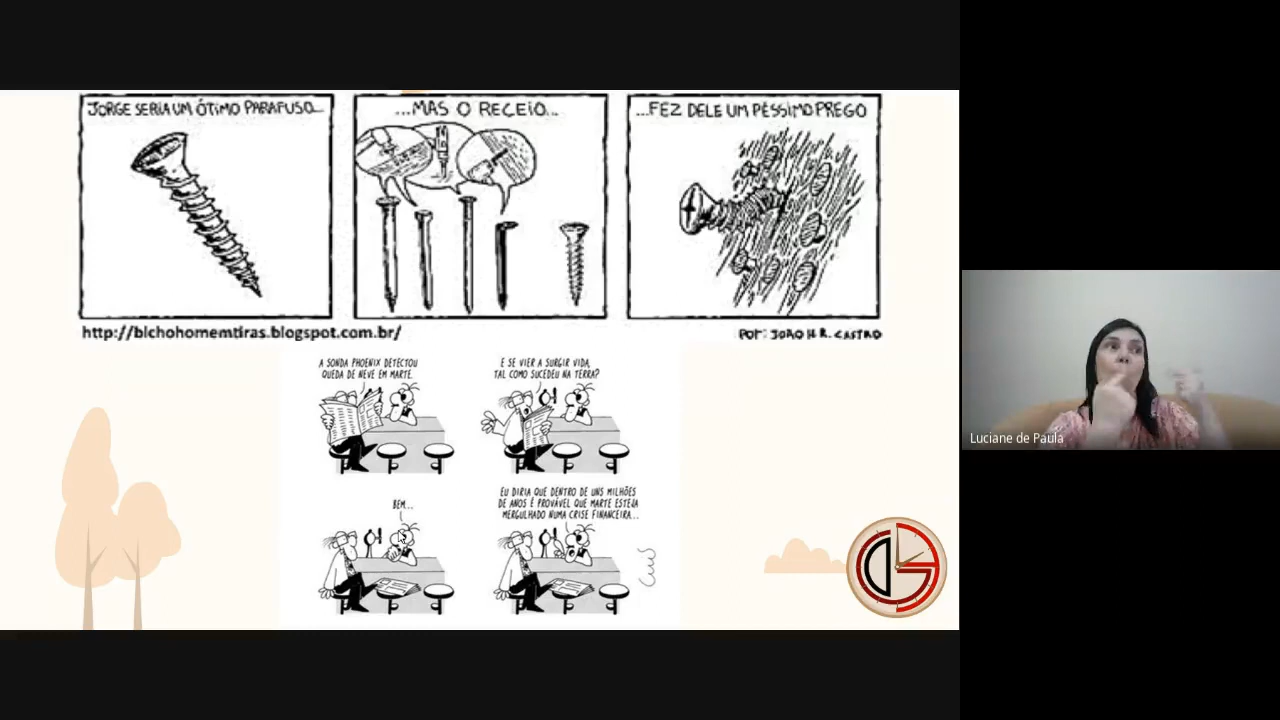 JORGE SERIA UM ÓTIMO PARAFUSO...
...MAS O RECEIO...
...FEZ DELE UM PÉSSIMO PREGO
http://bichohomemtiras.blogspot.com.br/
POR: JOÃO H.R. CASTRO
A SONDA PHOENIX DETECTOU
QUEDA DE NEVE EM MARTE.
E SE VIER A SURGIR VIDA,
TAL COMO SUCEDEU NA TERRA?
BEM...
EU DIRIA QUE DENTRO DE UNS MILHÕES
DE ANOS É PROVÁVEL QUE MARTE ESTEJA
MERGULHADO NUMA CRISE FINANCEIRA...
Luciane de Paula